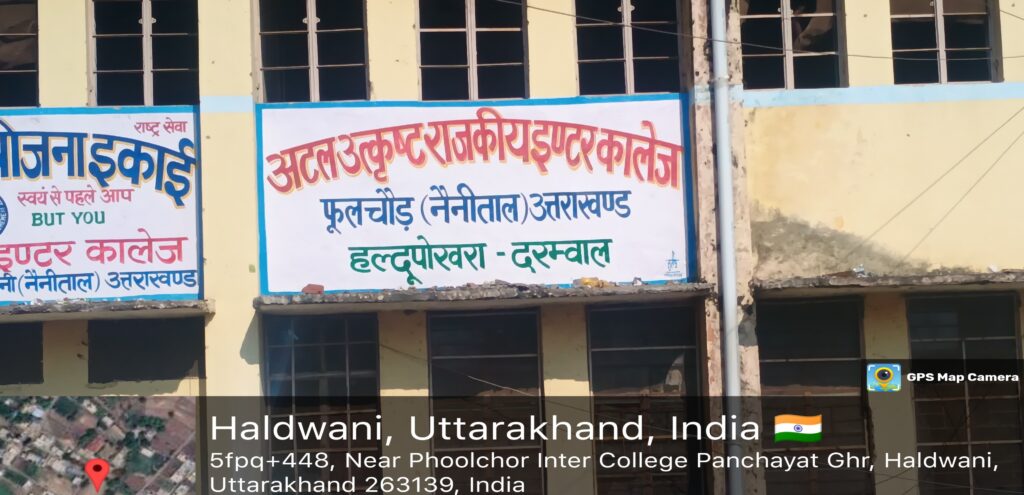 राष्ट्र सेवा
योजना इकाई
स्वयं से पहले आप
BUT YOU
इण्टर कालेज
(नैनीताल) उत्तराखण्ड
अटल उत्कृष्ट राजकीय इण्टर कालेज
फूलचौड़ (नैनीताल) उत्तराखण्ड
हल्दूपोखरा - दरम्वाल
GPS Map Camera
Haldwani, Uttarakhand, India
5fpq+448, Near Phoolchor Inter College Panchayat Ghr, Haldwani,
Uttarakhand 263139, India